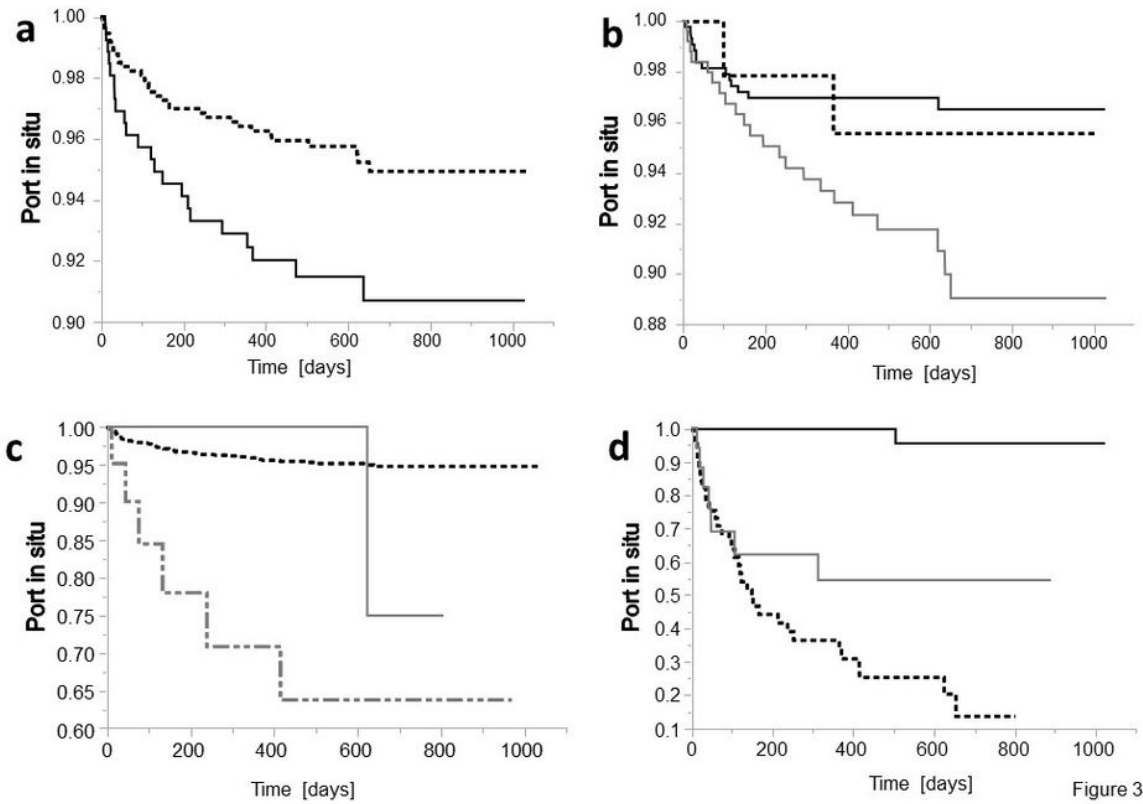 a
Port in situ
1.00
0.98
0.96
0.94
0.92
0.90
0 200 400 600 800 1000
Time [days]
b
Port in situ
1.00
0.98
0.96
0.94
0.92
0.90
0.88
0 200 400 600 800 1000
Time [days]
c
Port in situ
1.00
0.95
0.90
0.85
0.80
0.75
0.70
0.65
0.60
0 200 400 600 800 1000
Time [days]
d
Port in situ
1.0
0.9
0.8
0.7
0.6
0.5
0.4
0.3
0.2
0.1
0 200 400 600 800 1000
Time [days]
Figure 3